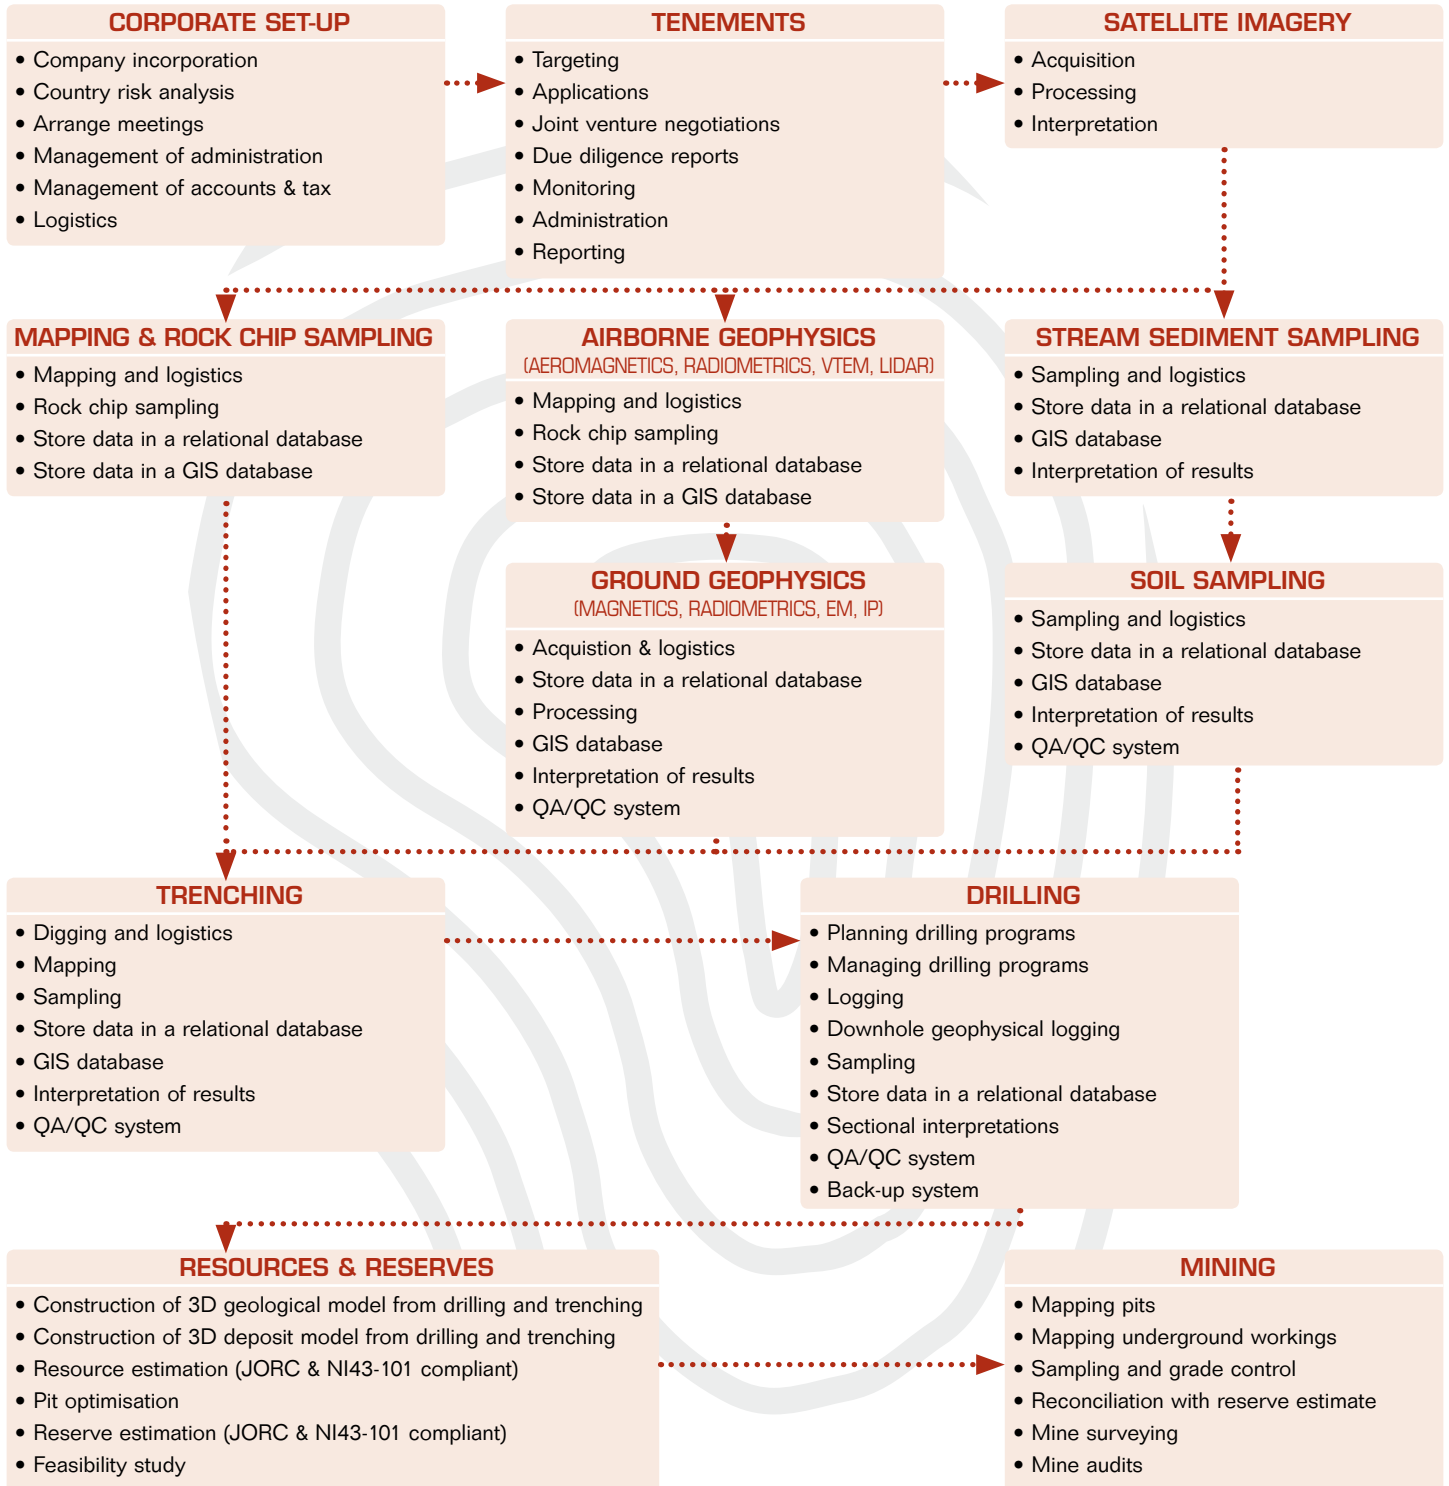 CORPORATE SET-UP
• Company incorporation
• Country risk analysis
• Arrange meetings
• Management of administration
• Management of accounts & tax
• Logistics
TENEMENTS
• Targeting
• Applications
• Joint venture negotiations
• Due diligence reports
• Monitoring
• Administration
• Reporting
SATELLITE IMAGERY
• Acquisition
• Processing
• Interpretation
MAPPING & ROCK CHIP SAMPLING
• Mapping and logistics
• Rock chip sampling
• Store data in a relational database
• Store data in a GIS database
AIRBORNE GEOPHYSICS
(AEROMAGNETICS, RADIOMETRICS, VTEM, LIDAR)
• Mapping and logistics
• Rock chip sampling
• Store data in a relational database
• Store data in a GIS database
STREAM SEDIMENT SAMPLING
• Sampling and logistics
• Store data in a relational database
• GIS database
• Interpretation of results
GROUND GEOPHYSICS
(MAGNETICS, RADIOMETRICS, EM, IP)
• Acquistion & logistics
• Store data in a relational database
• Processing
• GIS database
• Interpretation of results
• QA/QC system
SOIL SAMPLING
• Sampling and logistics
• Store data in a relational database
• GIS database
• Interpretation of results
• QA/QC system
TRENCHING
• Digging and logistics
• Mapping
• Sampling
• Store data in a relational database
• GIS database
• Interpretation of results
• QA/QC system
DRILLING
• Planning drilling programs
• Managing drilling programs
• Logging
• Downhole geophysical logging
• Sampling
• Store data in a relational database
• Sectional interpretations
• QA/QC system
• Back-up system
RESOURCES & RESERVES
• Construction of 3D geological model from drilling and trenching
• Construction of 3D deposit model from drilling and trenching
• Resource estimation (JORC & NI43-101 compliant)
• Pit optimisation
• Reserve estimation (JORC & NI43-101 compliant)
• Feasibility study
MINING
• Mapping pits
• Mapping underground workings
• Sampling and grade control
• Reconciliation with reserve estimate
• Mine surveying
• Mine audits